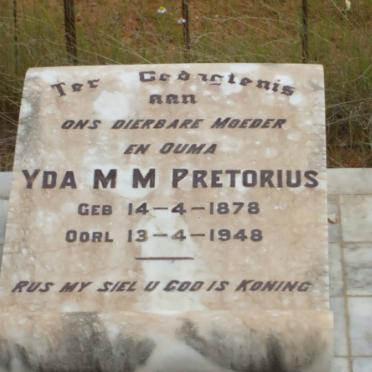 Ter Gedagtenis
aan
ONS DIERBARE MOEDER
EN OUMA
YDA M M PRETORIUS
GEB 14-4-1878
OORL 13-4-1948
RUS MY SIEL U GOD IS KONING